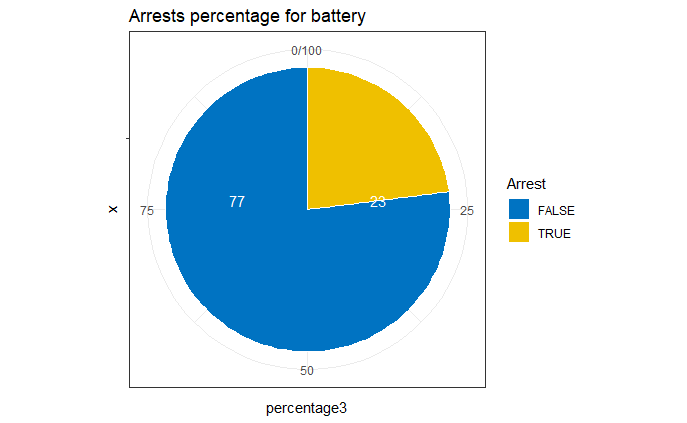 Arrests percentage for battery
0/100
Arrest
FALSE
TRUE
77
23
x
75
25
50
percentage3